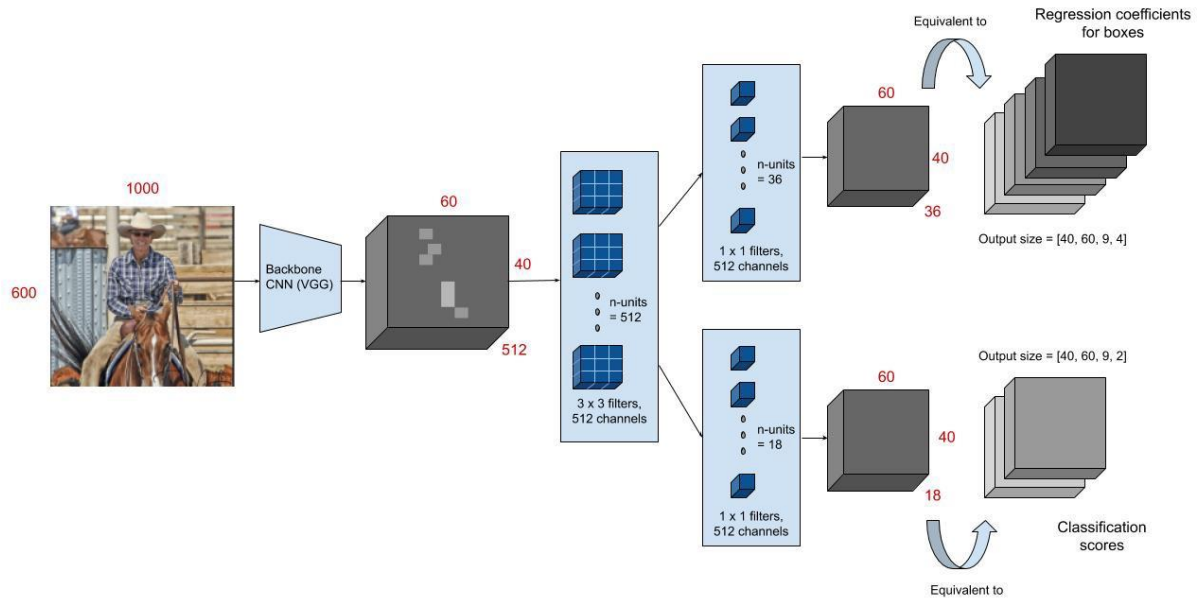 1000
600
Backbone
CNN (VGG)
60
40
512
n-units
= 512
3 x 3 filters,
512 channels
n-units
= 36
1 x 1 filters,
512 channels
60
40
36
Equivalent to
Regression coefficients
for boxes
Output size = [40, 60, 9, 4]
n-units
= 18
1 x 1 filters,
512 channels
60
40
18
Output size = [40, 60, 9, 2]
Classification
scores
Equivalent to